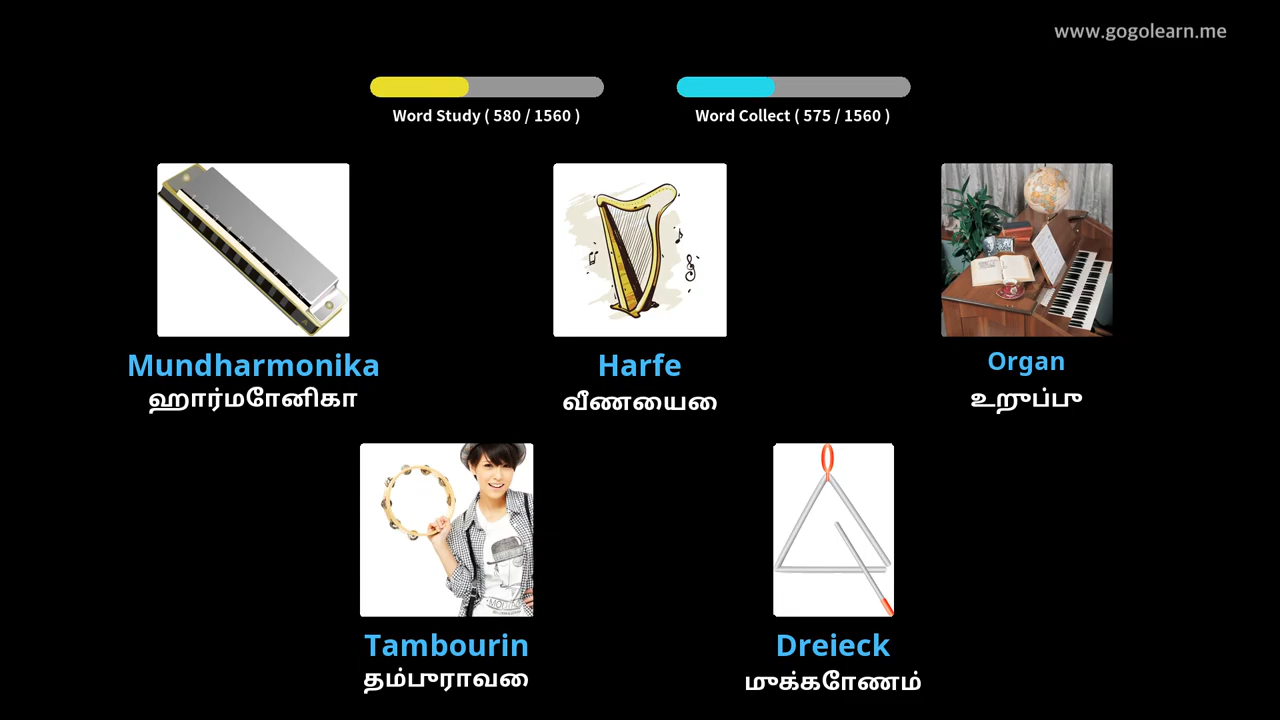 www.gogolearn.me
Word Study ( 580 / 1560 )
Word Collect ( 575 / 1560 )
Mundharmonika
ஹார்மோனிகா
Harfe
வீணையை
Organ
உறுப்பு
Tambourin
தம்புராவை
Dreieck
முக்கோணம்